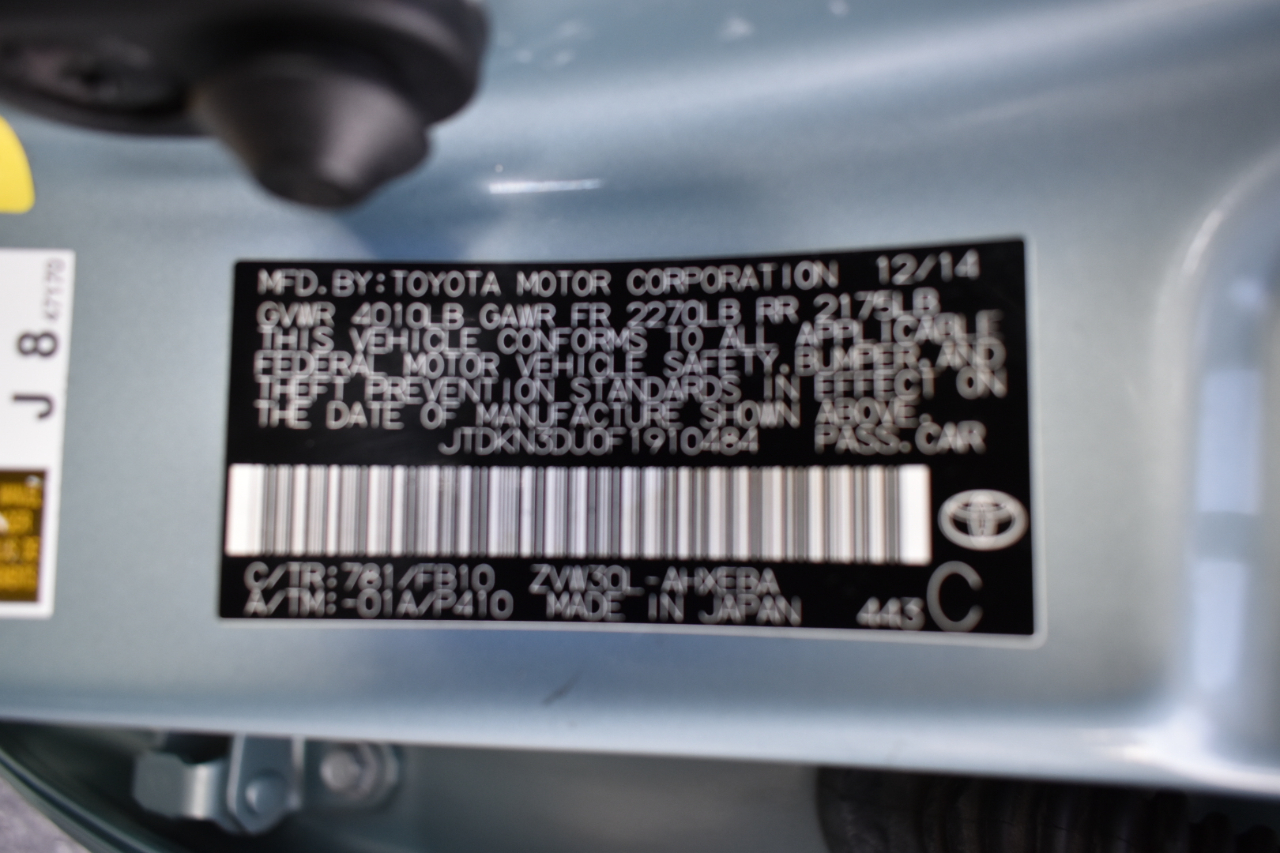 MFD.BY:TOYOTA MOTOR CORPORATION 12/14
GVWR 4010LB GAWR FR 2270LB RR 2175LB
THIS VEHICLE CONFORMS TO ALL APPLICABLE
FEDERAL MOTOR VEHICLE SAFETY,BUMPER AND
THEFT PREVENTION STANDARDS IN EFFECT ON
THE DATE OF MANUFACTURE SHOWN ABOVE.
JTDKN3DU0F1910484 PASS.CAR
C/TR:781/FB10 ZVW30L-AHXEBA
A/TM:-01A/P410 MADE IN JAPAN 443 C
J 8
47170